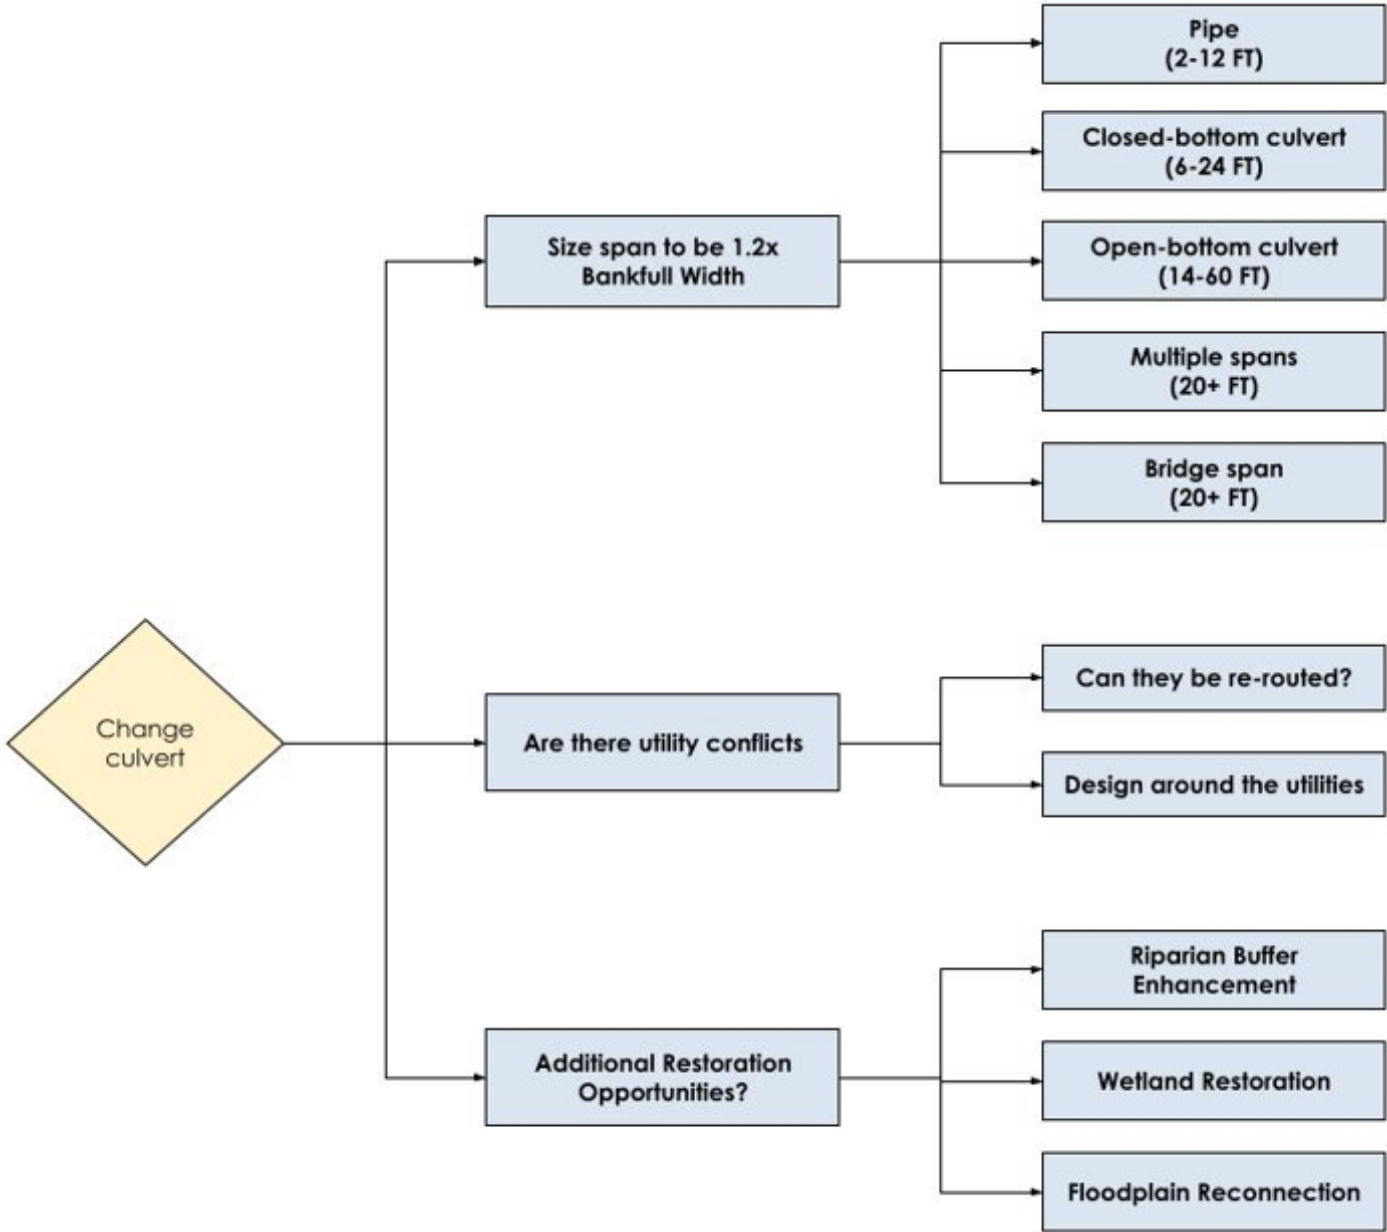 Pipe
(2-12 FT)
Closed-bottom culvert
(6-24 FT)
Size span to be 1.2x
Bankfull Width
Open-bottom culvert
(14-60 FT)
Multiple spans
(20+ FT)
Bridge span
(20+ FT)
Change
culvert
Are there utility conflicts
Can they be re-routed?
Design around the utilities
Additional Restoration
Opportunities?
Riparian Buffer
Enhancement
Wetland Restoration
Floodplain Reconnection